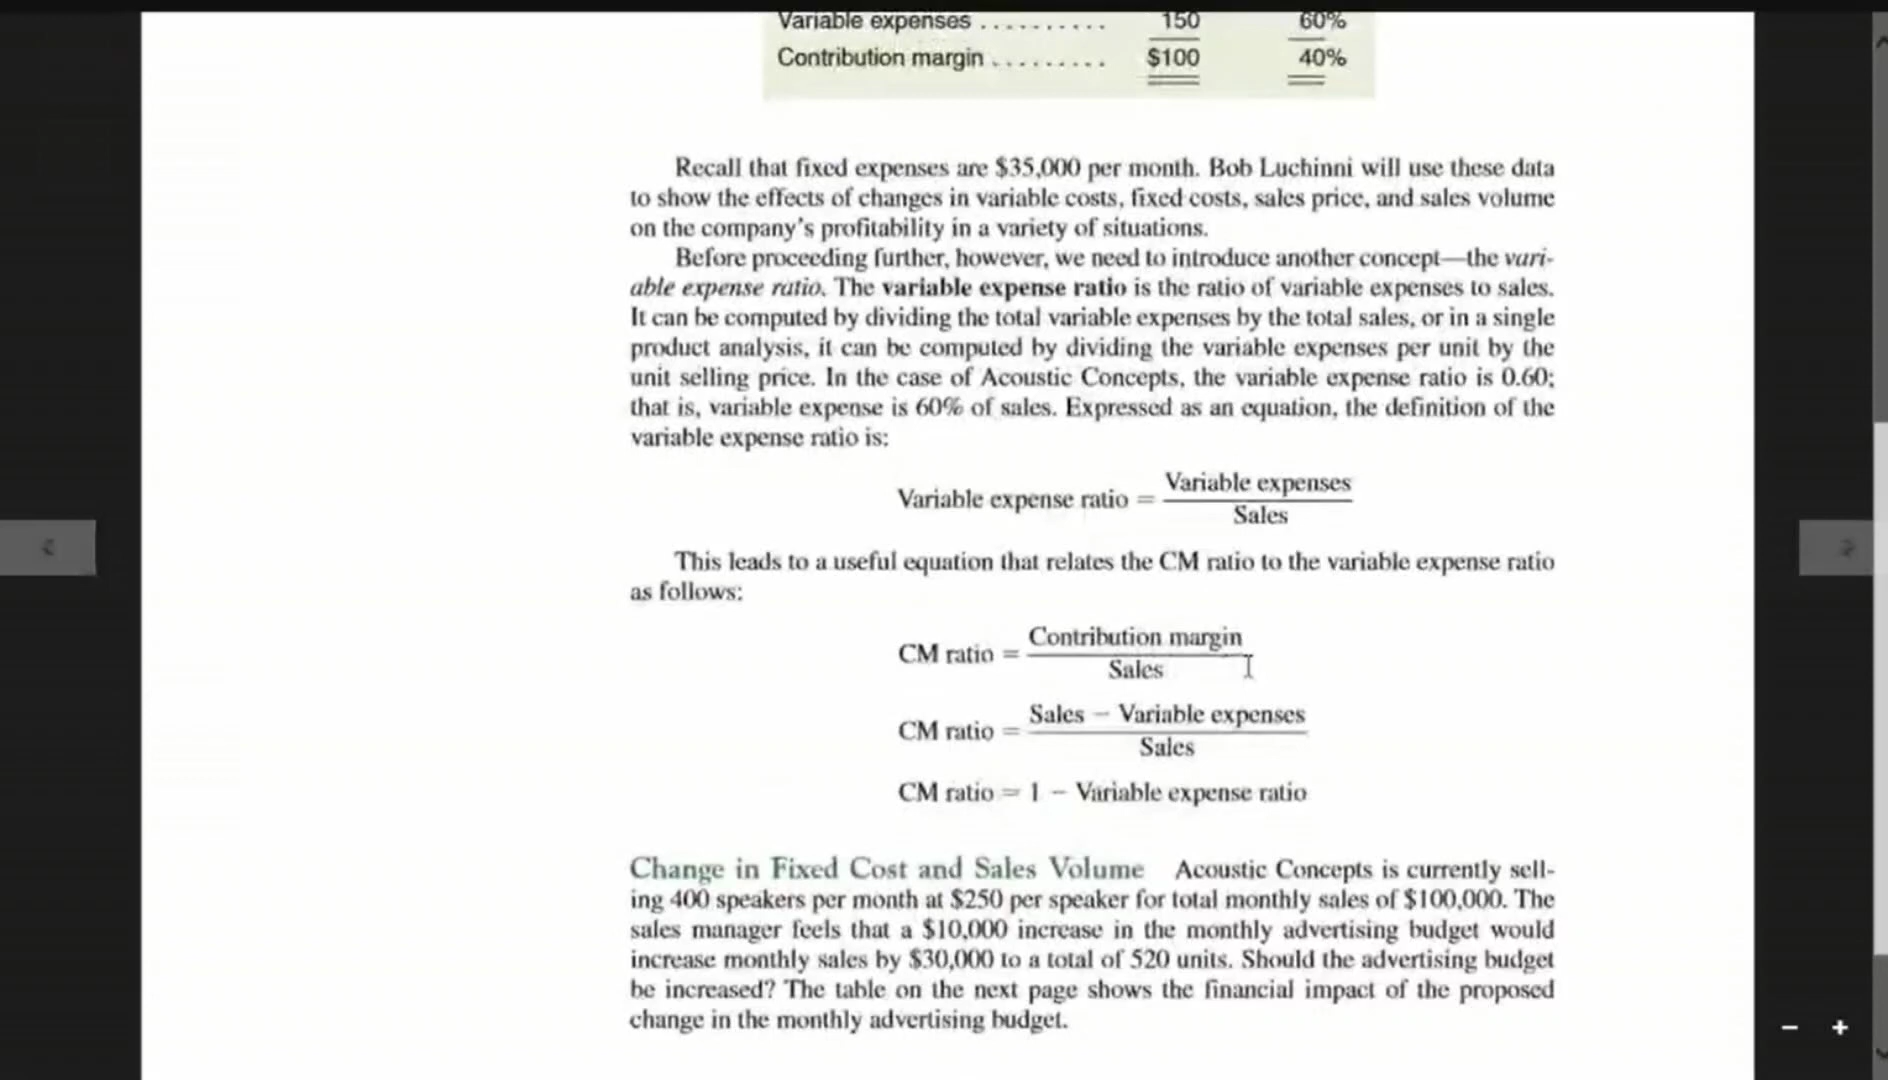 Variable expenses .......... 150 60%
Contribution margin ......... $100 40%
Recall that fixed expenses are $35,000 per month. Bob Luchinni will use these data
to show the effects of changes in variable costs, fixed costs, sales price, and sales volume
on the company's profitability in a variety of situations.
Before proceeding further, however, we need to introduce another concept—the vari-
able expense ratio. The variable expense ratio is the ratio of variable expenses to sales.
It can be computed by dividing the total variable expenses by the total sales, or in a single
product analysis, it can be computed by dividing the variable expenses per unit by the
unit selling price. In the case of Acoustic Concepts, the variable expense ratio is 0.60;
that is, variable expense is 60% of sales. Expressed as an equation, the definition of the
variable expense ratio is:
Variable expenses
Variable expense ratio =
Sales
This leads to a useful equation that relates the CM ratio to the variable expense ratio
as follows:
Contribution margin
CM ratio =
Sales
Sales − Variable expenses
CM ratio =
Sales
CM ratio = 1 − Variable expense ratio
Change in Fixed Cost and Sales Volume Acoustic Concepts is currently sell-
ing 400 speakers per month at $250 per speaker for total monthly sales of $100,000. The
sales manager feels that a $10,000 increase in the monthly advertising budget would
increase monthly sales by $30,000 to a total of 520 units. Should the advertising budget
be increased? The table on the next page shows the financial impact of the proposed
change in the monthly advertising budget.